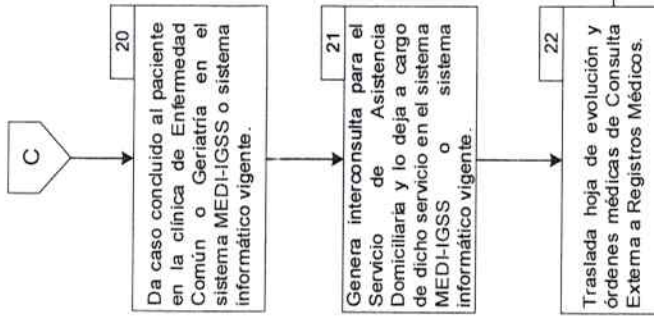 C
20
Da caso concluido al paciente
en la clínica de Enfermedad
Común o Geriatría en el
sistema MEDI-IGSS o sistema
informático vigente.
21
Genera interconsulta para el
Servicio de Asistencia
Domiciliaria y lo deja a cargo
de dicho servicio en el sistema
MEDI-IGSS o sistema
informático vigente.
22
Traslada hoja de evolución y
órdenes médicas de Consulta
Externa a Registros Médicos.